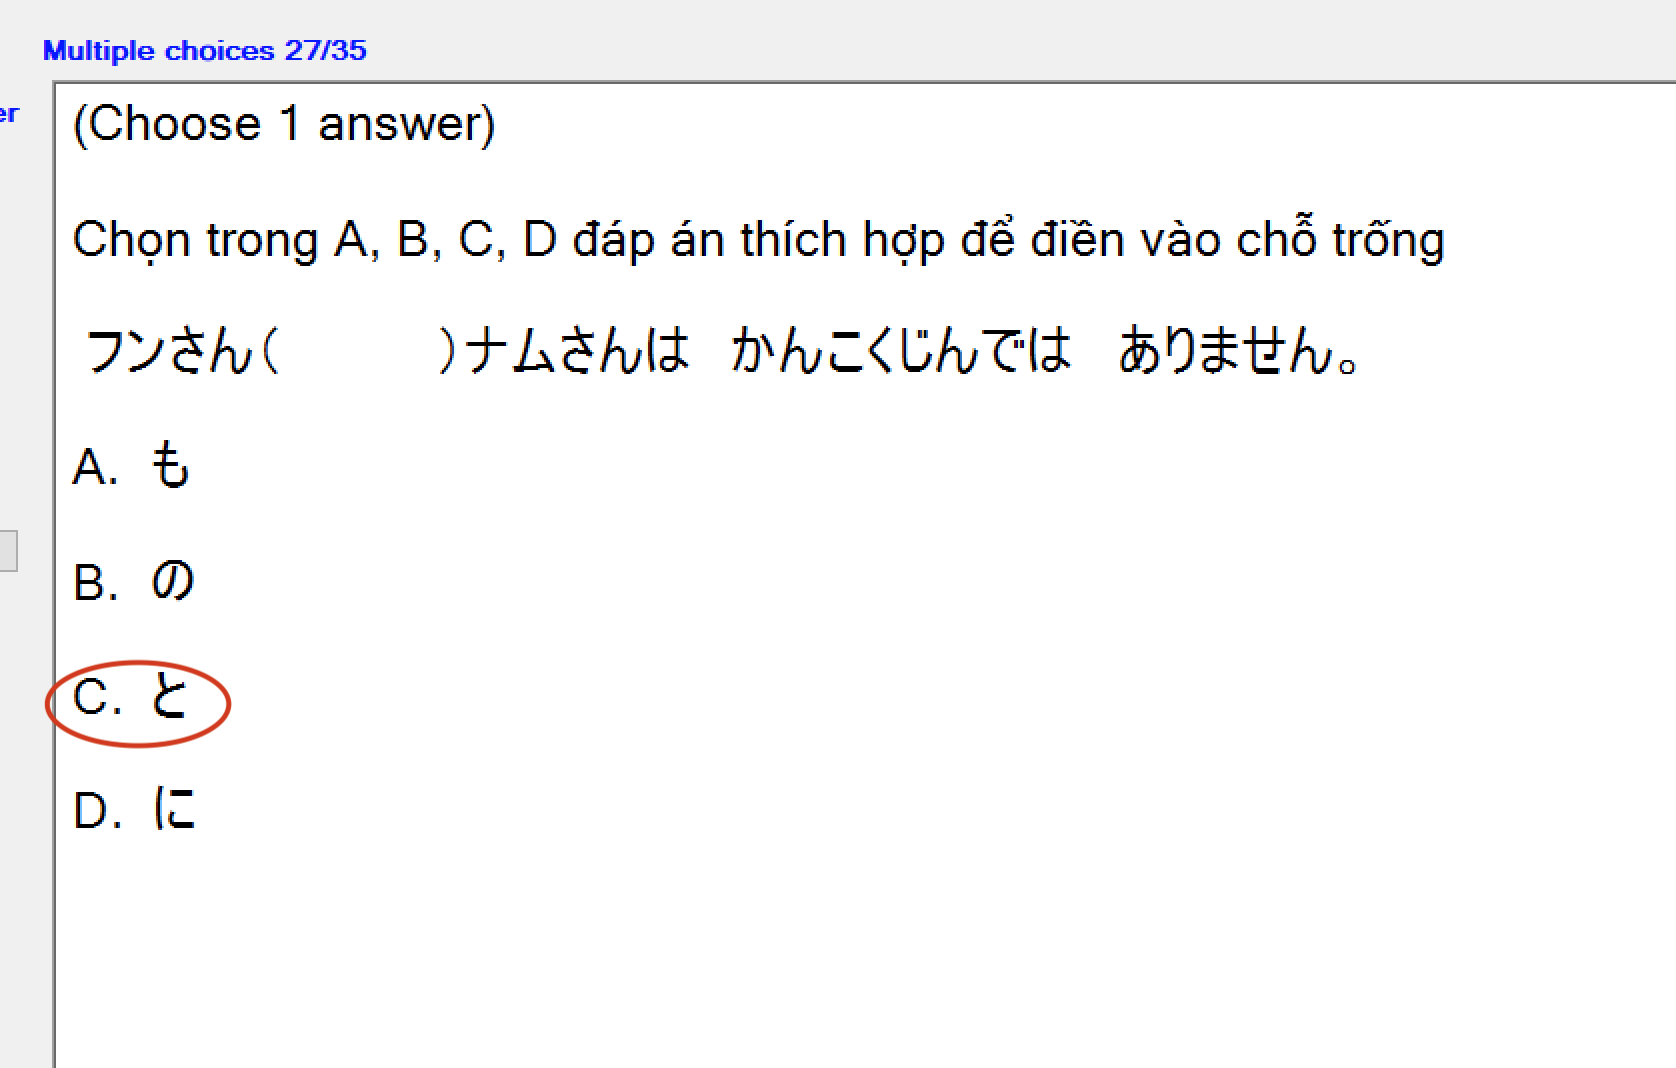 Multiple choices 27/35
er
(Choose 1 answer)
Chọn trong A, B, C, D đáp án thích hợp để điền vào chỗ trống
フンさん(　　　)ナムさんは　かんこくじんでは　ありません。
A. も
B. の
C. と
D. に